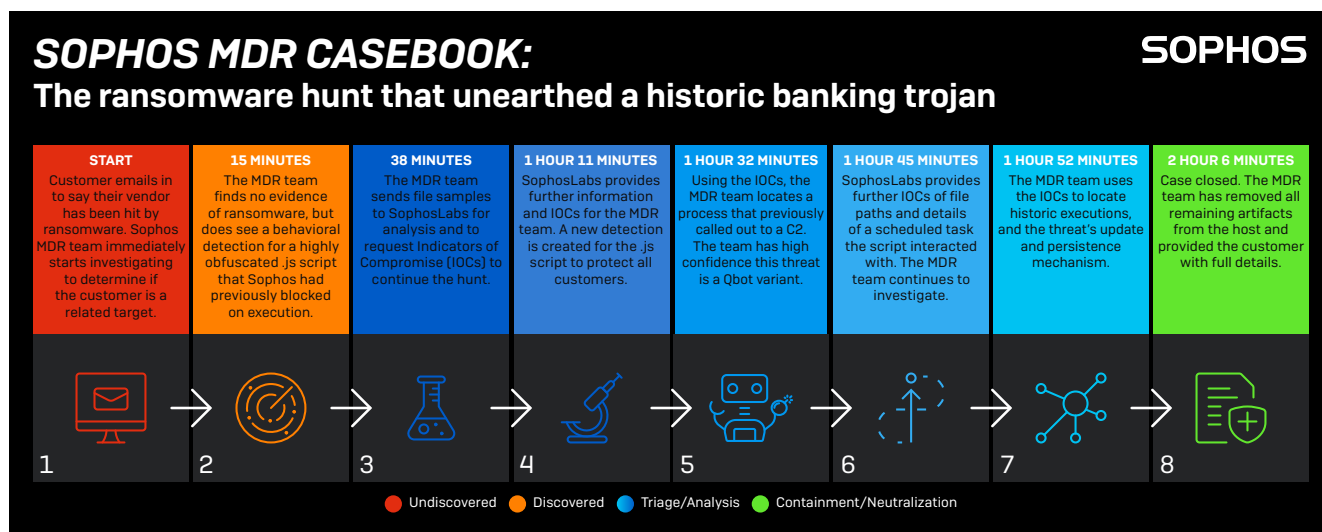 SOPHOS MDR CASEBOOK:
SOPHOS
The ransomware hunt that unearthed a historic banking trojan
START
Customer emails in
to say their vendor
has been hit by
ransomware. Sophos
MDR team immediately
starts investigating
to determine if
the customer is a
related target.
15 MINUTES
The MDR team
finds no evidence
of ransomware, but
does see a behavioral
detection for a highly
obfuscated .js script
that Sophos had
previously blocked
on execution.
38 MINUTES
The MDR team
sends file samples
to SophosLabs for
analysis and to
request Indicators of
Compromise (IOCs) to
continue the hunt.
1 HOUR 11 MINUTES
SophosLabs provides
further information
and IOCs for the MDR
team. A new detection
is created for the .js
script to protect all
customers.
1 HOUR 32 MINUTES
Using the IOCs, the
MDR team locates a
process that previously
called out to a C2.
The team has high
confidence this threat
is a Qbot variant.
1 HOUR 45 MINUTES
SophosLabs provides
further IOCs of file
paths and details
of a scheduled task
the script interacted
with. The MDR
team continues to
investigate.
1 HOUR 52 MINUTES
The MDR team uses
the IOCs to locate
historic executions,
and the threat's update
and persistence
mechanism.
2 HOUR 6 MINUTES
Case closed. The MDR
team has removed all
remaining artifacts
from the host and
provided the customer
with full details.
1
2
3
4
5
6
7
8
Undiscovered
Discovered
Triage/Analysis
Containment/Neutralization